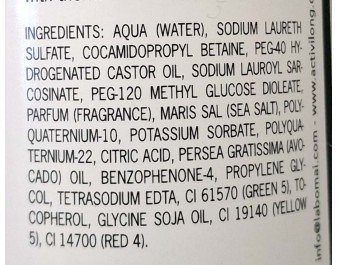 INGREDIENTS: AQUA (WATER), SODIUM LAURETH
SULFATE, COCAMIDOPROPYL BETAINE, PEG-40 HY-
DROGENATED CASTOR OIL, SODIUM LAUROYL SAR-
COSINATE, PEG-120 METHYL GLUCOSE DIOLEATE,
PARFUM (FRAGRANCE), MARIS SAL (SEA SALT), POLY-
QUATERNIUM-10, POTASSIUM SORBATE, POLYQUA-
TERNIUM-22, CITRIC ACID, PERSEA GRATISSIMA (AVO-
CADO) OIL, BENZOPHENONE-4, PROPYLENE GLY-
COL, TETRASODIUM EDTA, CI 61570 (GREEN 5), TO-
COPHEROL, GLYCINE SOJA OIL, CI 19140 (YELLOW
5), CI 14700 (RED 4).
info@labomai.com - www.activilong.c